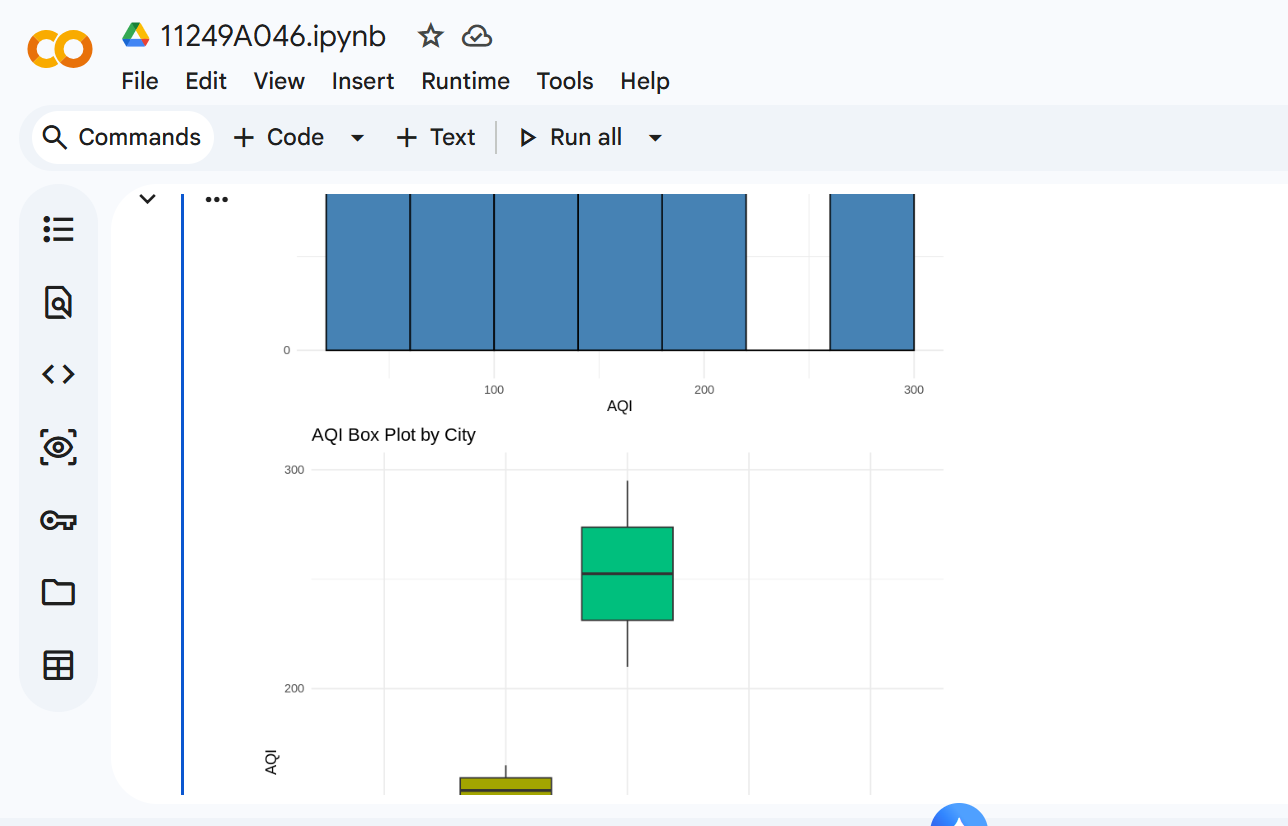 11249A046.ipynb
File Edit View Insert Runtime Tools Help
Commands + Code + Text Run all
0
100 200 300
AQI
AQI Box Plot by City
300
200
AQI